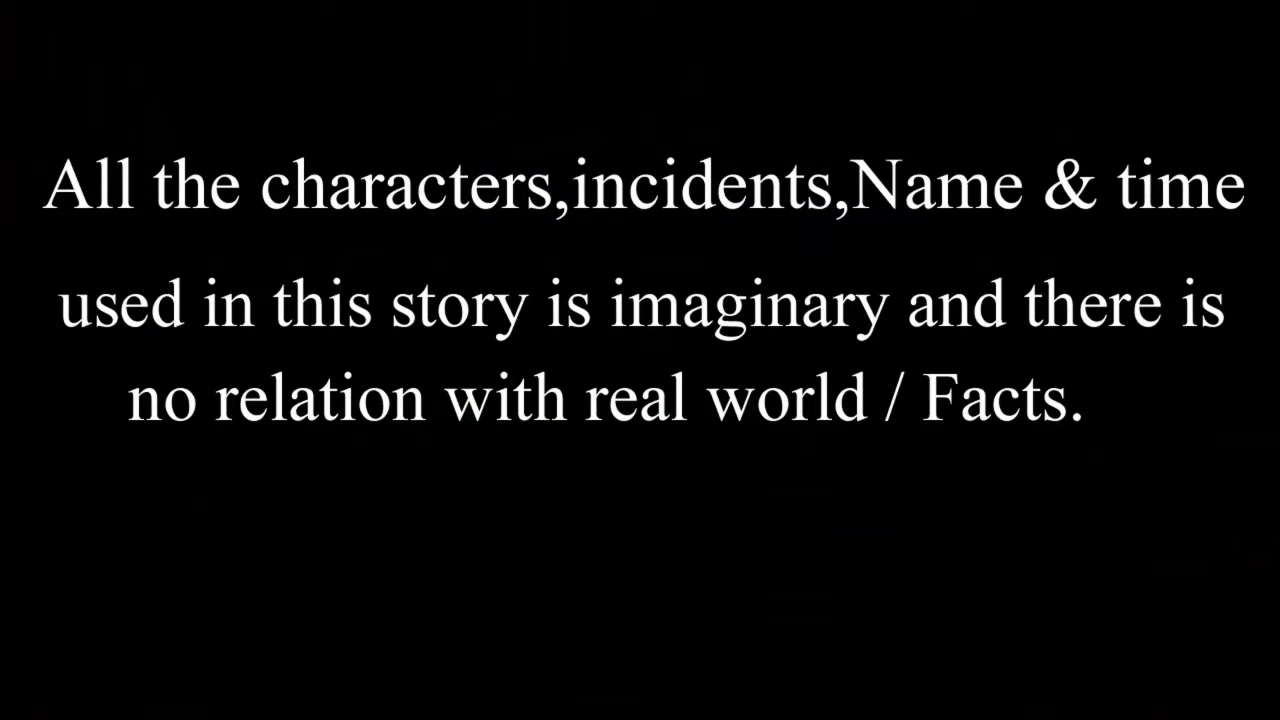 All the characters,incidents,Name & time
used in this story is imaginary and there is
no relation with real world / Facts.